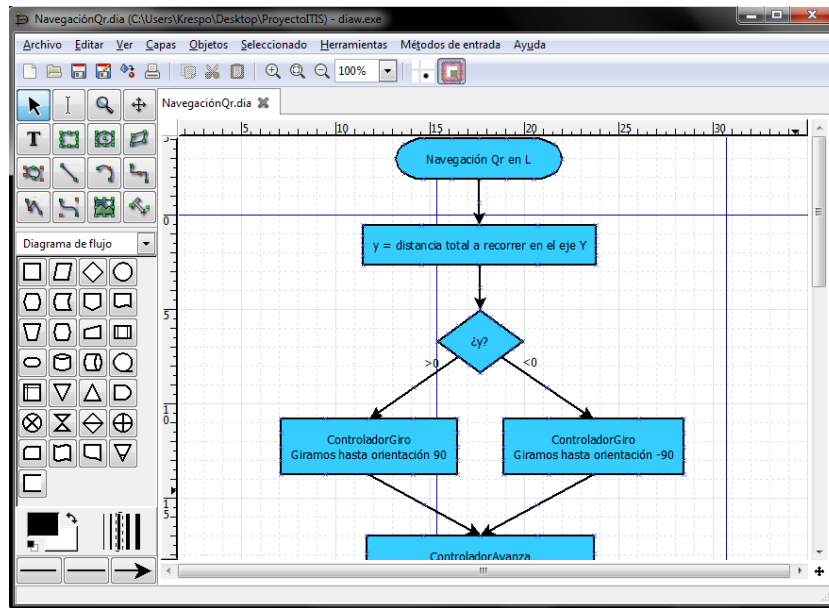 NavegaciónQr.dia (C:\Users\Krespo\Desktop\ProyectoITIS) - diaw.exe
Archivo Editar Ver Capas Objetos Seleccionado Herramientas Métodos de entrada Ayuda
100%
NavegaciónQr.dia
5 10 15 20 25 30
T
Navegación Qr en L
0
y = distancia total a recorrer en el eje Y
Diagrama de flujo
5
¿y?
>0 <0
10
ControladorGiro
Giramos hasta orientación 90
ControladorGiro
Giramos hasta orientación -90
15
ControladorAvanza